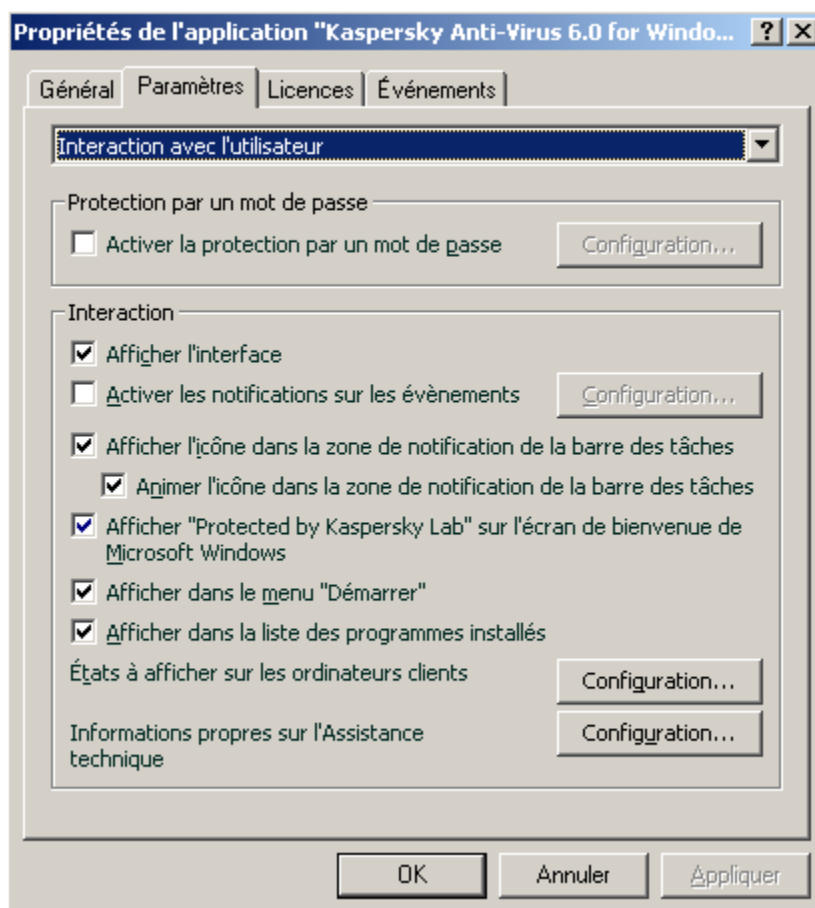 Propriétés de l'application "Kaspersky Anti-Virus 6.0 for Windo...
Général
Paramètres
Licences
Événements
Interaction avec l'utilisateur
Protection par un mot de passe
Activer la protection par un mot de passe
Configuration...
Interaction
Afficher l'interface
Activer les notifications sur les évènements
Configuration...
Afficher l'icône dans la zone de notification de la barre des tâches
Animer l'icône dans la zone de notification de la barre des tâches
Afficher "Protected by Kaspersky Lab" sur l'écran de bienvenue de
Microsoft Windows
Afficher dans le menu "Démarrer"
Afficher dans la liste des programmes installés
États à afficher sur les ordinateurs clients
Configuration...
Informations propres sur l'Assistance
technique
Configuration...
OK
Annuler
Appliquer